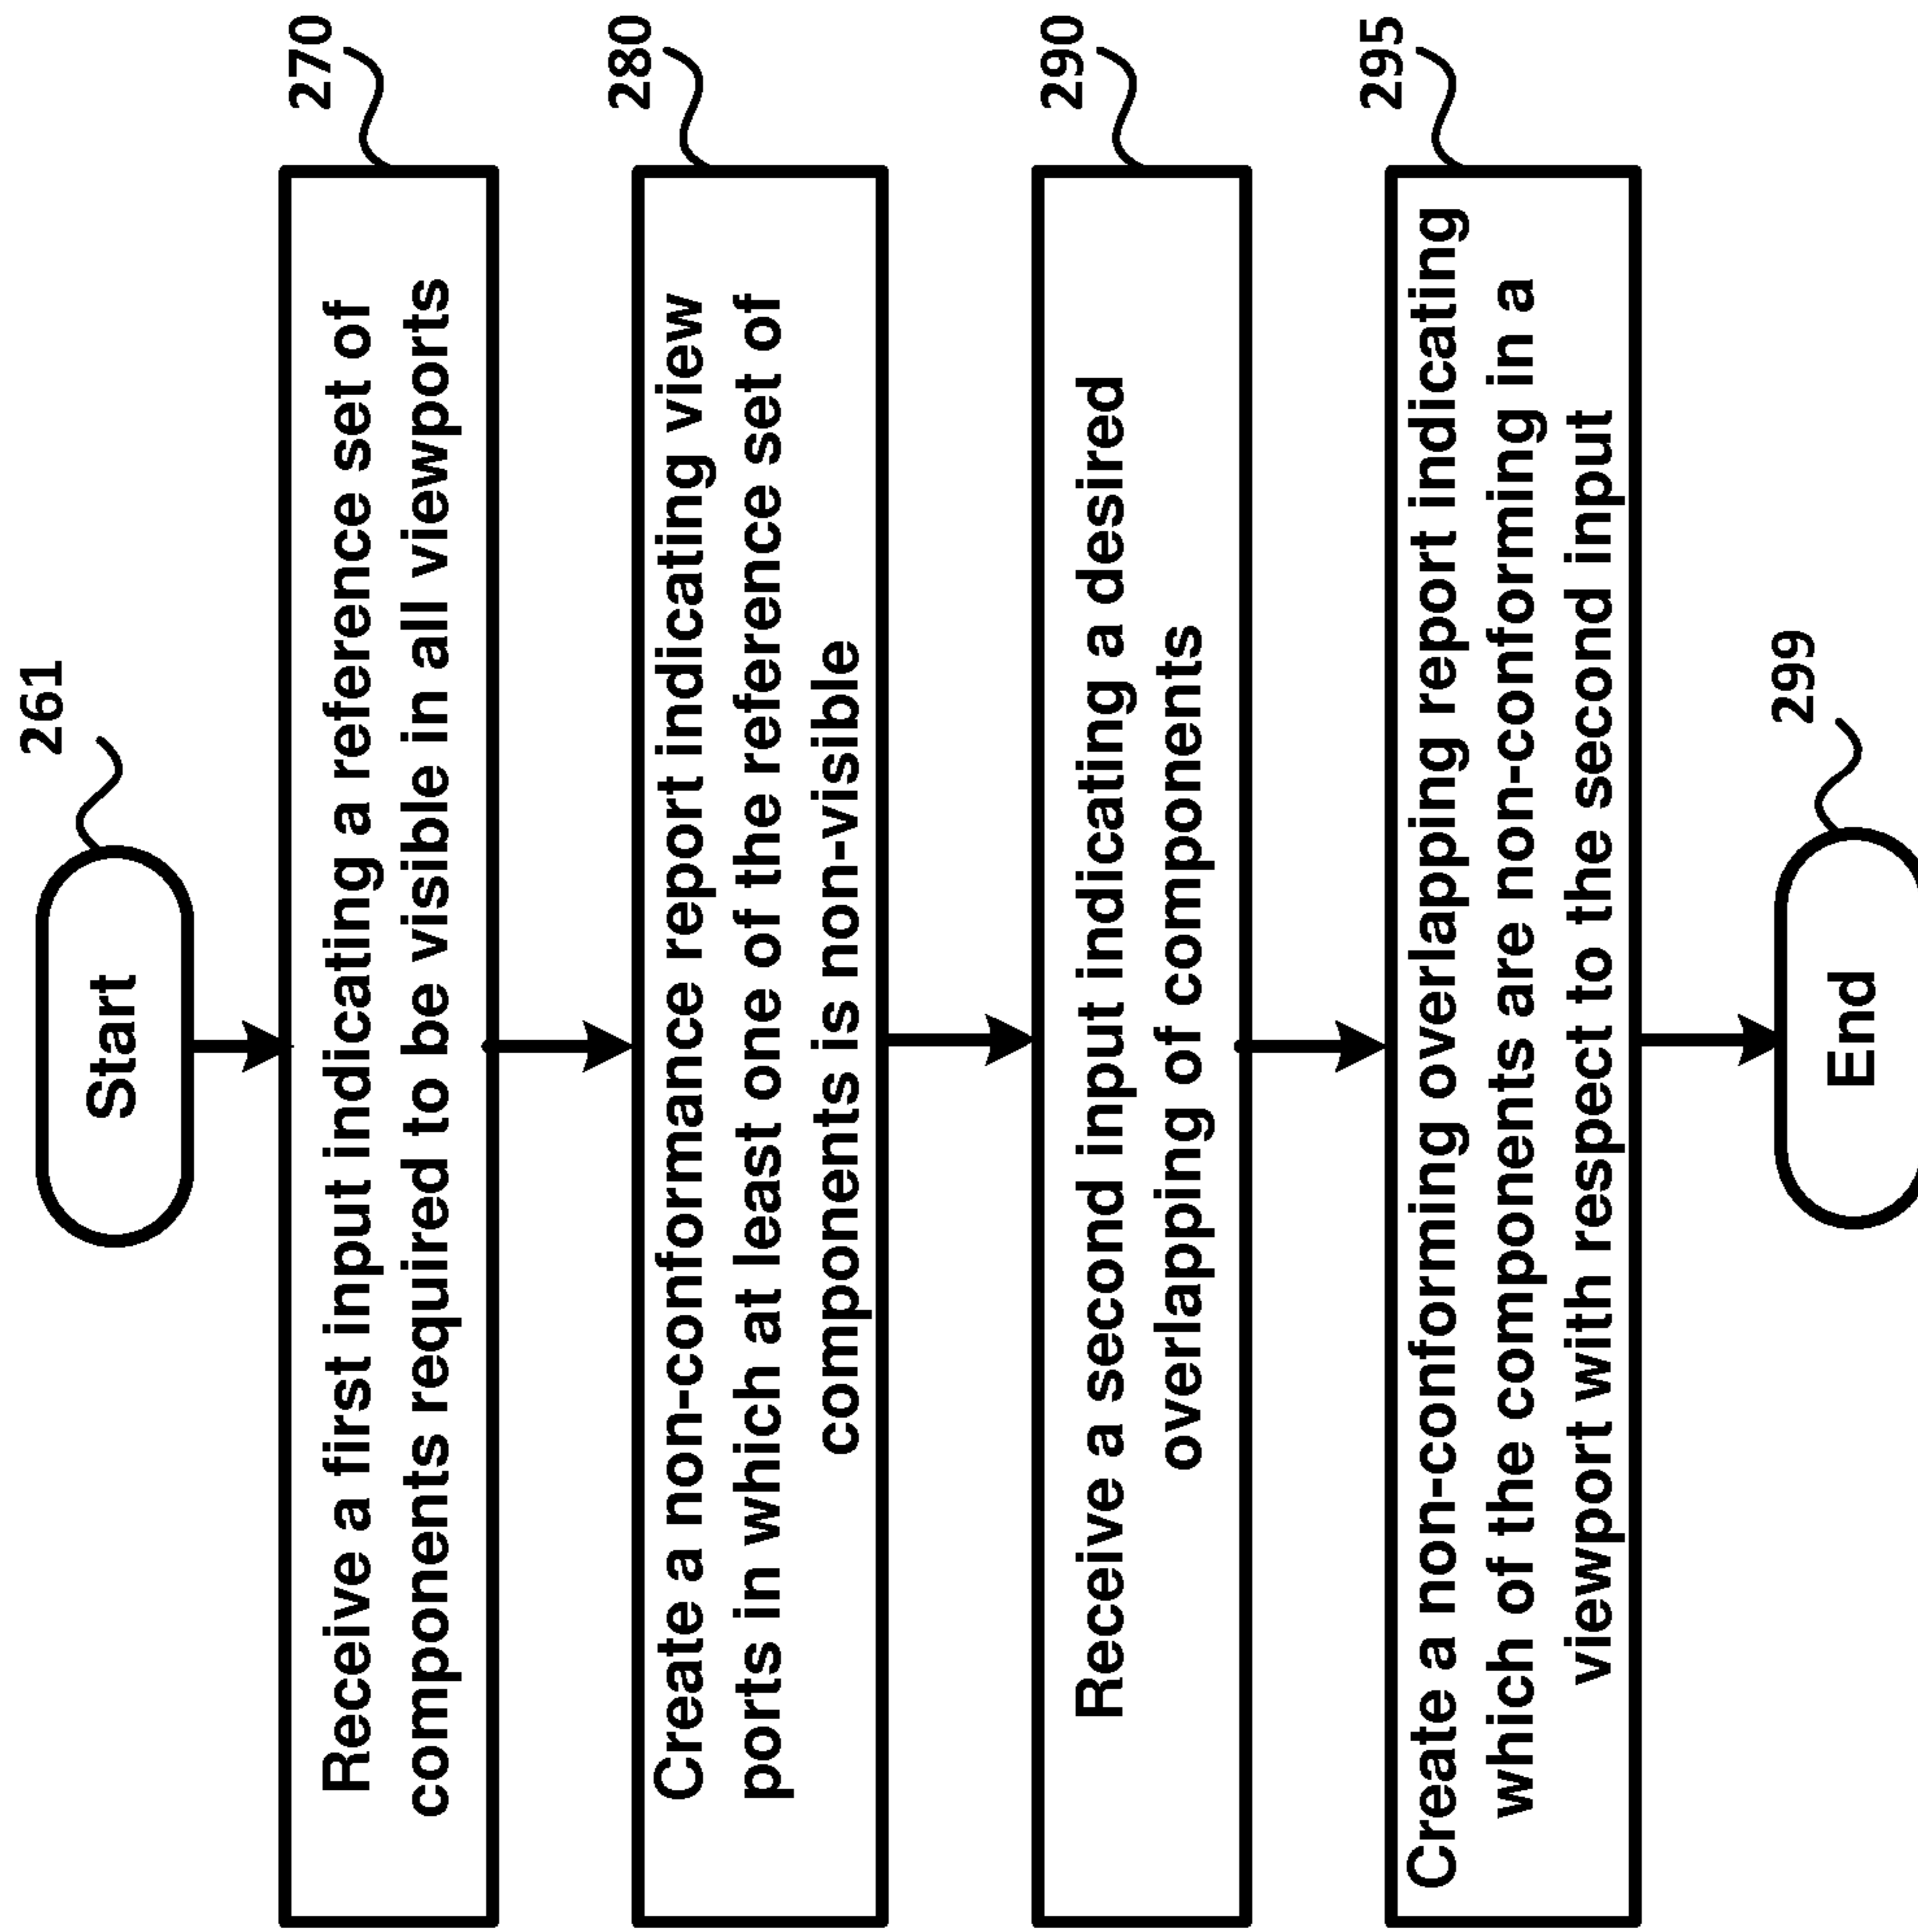 261
Start
270
Receive a first input indicating a reference set of
components required to be visible in all viewports
280
Create a non-conformance report indicating view
ports in which at least one of the reference set of
components is non-visible
290
Receive a second input indicating a desired
overlapping of components
295
Create a non-conforming overlapping report indicating
which of the components are non-conforming in a
viewport with respect to the second input
299
End